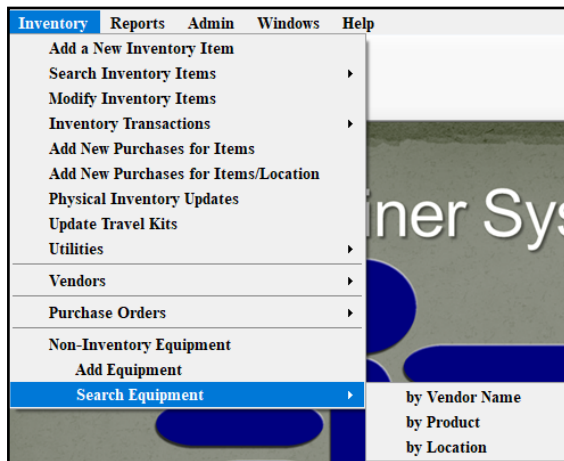 Inventory Reports Admin Windows Help
Add a New Inventory Item
Search Inventory Items
Modify Inventory Items
Inventory Transactions
Add New Purchases for Items
Add New Purchases for Items/Location
Physical Inventory Updates
Update Travel Kits
Utilities
Vendors
Purchase Orders
Non-Inventory Equipment
Add Equipment
Search Equipment
by Vendor Name
by Product
by Location
iner Sys